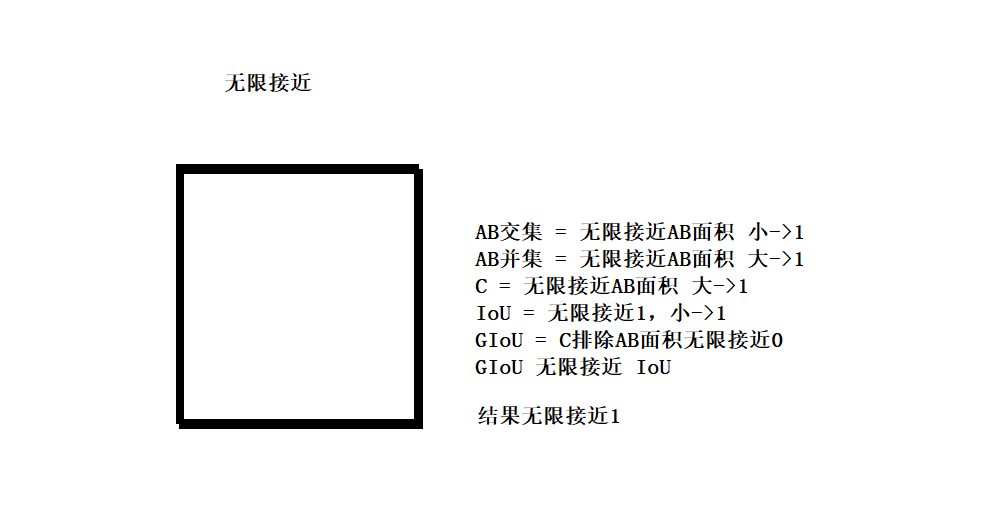 无限接近
AB交集 = 无限接近AB面积 小->1
AB并集 = 无限接近AB面积 大->1
C = 无限接近AB面积 大->1
IoU = 无限接近1，小->1
GIoU = C排除AB面积无限接近0
GIoU 无限接近 IoU
结果无限接近1